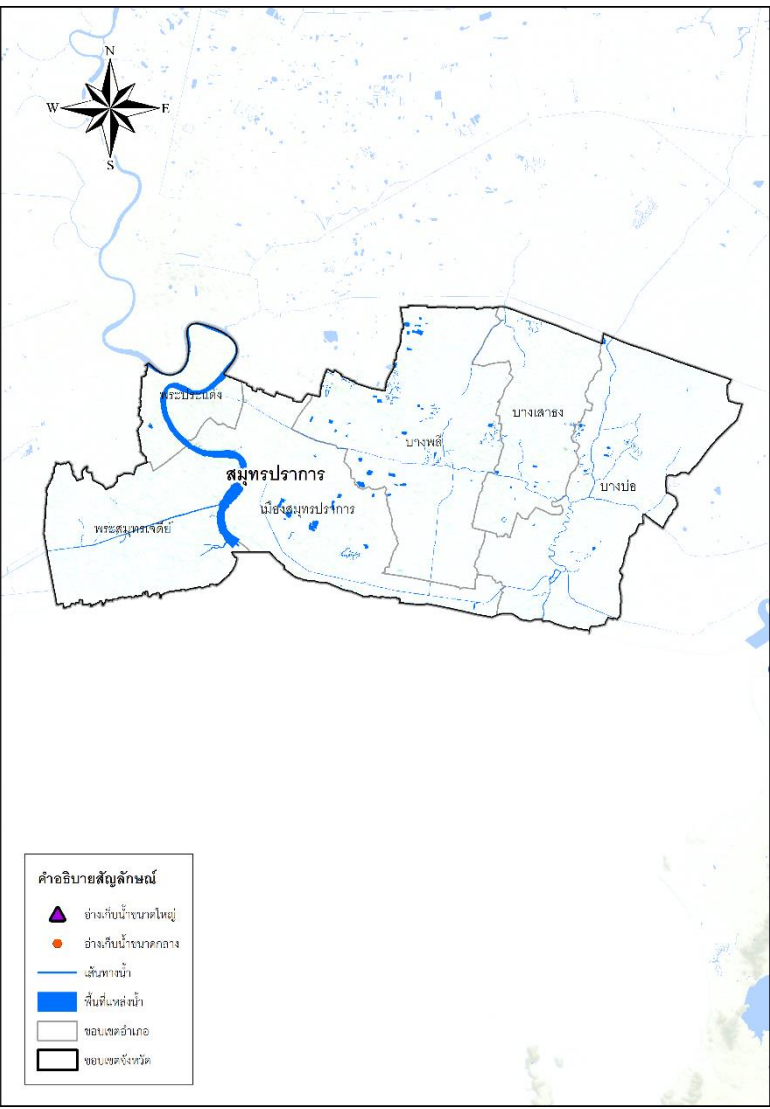 N
W E
S
พระประแดง
บางเสาธง
บางพลี
สมุทรปราการ
บางบ่อ
เมืองสมุทรปราการ
พระสมุทรเจดีย์
คำอธิบายสัญลักษณ์
อ่างเก็บน้ำขนาดใหญ่
อ่างเก็บน้ำขนาดกลาง
เส้นทางน้ำ
พื้นที่แหล่งน้ำ
ขอบเขตอำเภอ
ขอบเขตจังหวัด